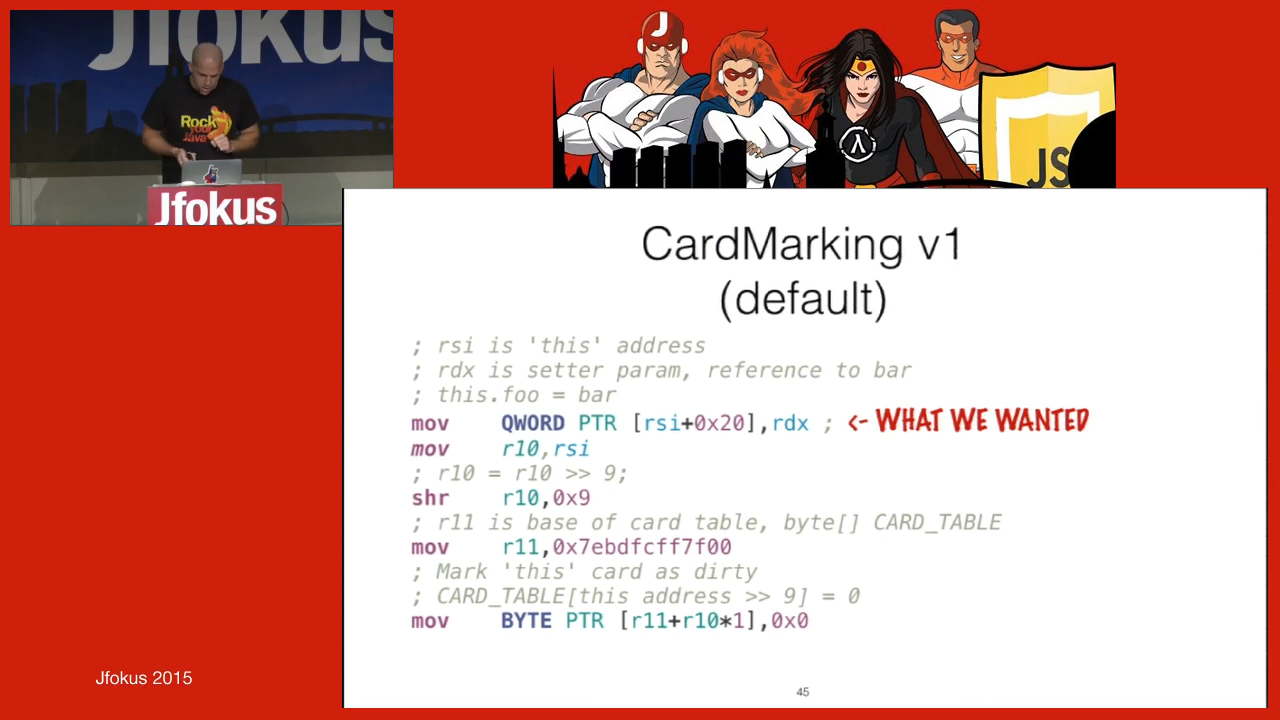 Jfokus
Rock
your
Java
Jfokus
J
λ
JS
CardMarking v1
(default)
; rsi is 'this' address
; rdx is setter param, reference to bar
; this.foo = bar
mov QWORD PTR [rsi+0x20],rdx ; <- WHAT WE WANTED
mov r10,rsi
; r10 = r10 >> 9;
shr r10,0x9
; r11 is base of card table, byte[] CARD_TABLE
mov r11,0x7ebdfcff7f00
; Mark 'this' card as dirty
; CARD_TABLE[this address >> 9] = 0
mov BYTE PTR [r11+r10*1],0x0
Jfokus 2015
45